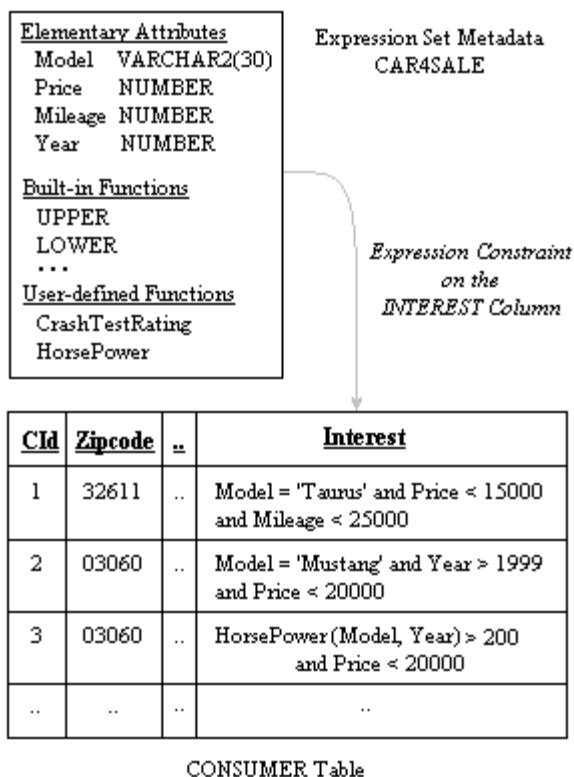 Elementary Attributes
Model VARCHAR2(30)
Price NUMBER
Mileage NUMBER
Year NUMBER
Built-in Functions
UPPER
LOWER
...
User-defined Functions
CrashTestRating
HorsePower
Expression Set Metadata
CAR4SALE
Expression Constraint
on the
INTEREST Column
CId Zipcode .. Interest
1 32611 .. Model = 'Taurus' and Price < 15000
and Mileage < 25000
2 03060 .. Model = 'Mustang' and Year > 1999
and Price < 20000
3 03060 .. HorsePower(Model, Year) > 200
and Price < 20000
.. .. .. ..
CONSUMER Table